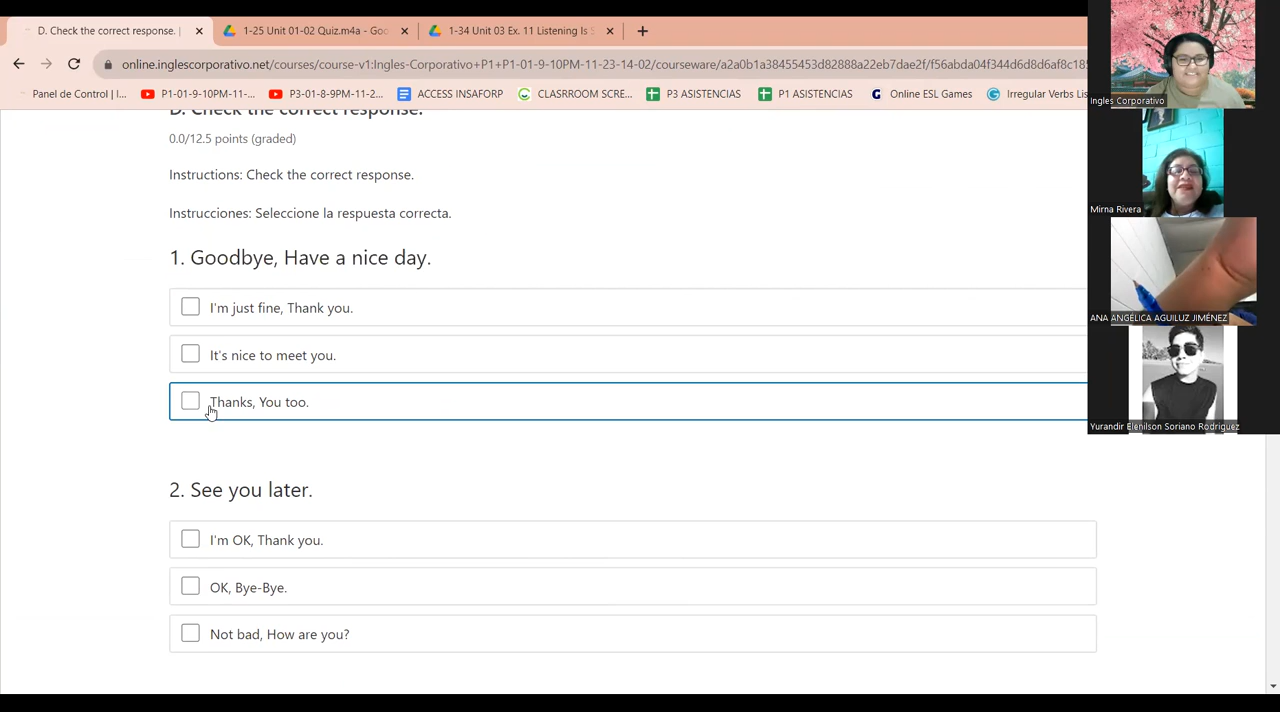 D. Check the correct response. |
1-25 Unit 01-02 Quiz.m4a - Goo
1-34 Unit 03 Ex. 11 Listening Is S
online.inglescorporativo.net/courses/course-v1:Ingles-Corporativo+P1+P1-01-9-10PM-11-23-14-02/courseware/a2a0b1a38455453d82888a22eb7dae2f/f56abda04f344d6d8d6af8c185
Panel de Control | I...
P1-01-9-10PM-11-...
P3-01-8-9PM-11-2...
ACCESS INSAFORP
CLASRROOM SCRE...
P3 ASISTENCIAS
P1 ASISTENCIAS
Online ESL Games
Irregular Verbs Lis
D. Check the correct response.
0.0/12.5 points (graded)
Instructions: Check the correct response.
Instrucciones: Seleccione la respuesta correcta.
1. Goodbye, Have a nice day.
I'm just fine, Thank you.
It's nice to meet you.
Thanks, You too.
2. See you later.
I'm OK, Thank you.
OK, Bye-Bye.
Not bad, How are you?
Ingles Corporativo
Mirna Rivera
ANA ANGÉLICA AGUILUZ JIMÉNEZ
Yurandir Elenilson Soriano Rodriguez